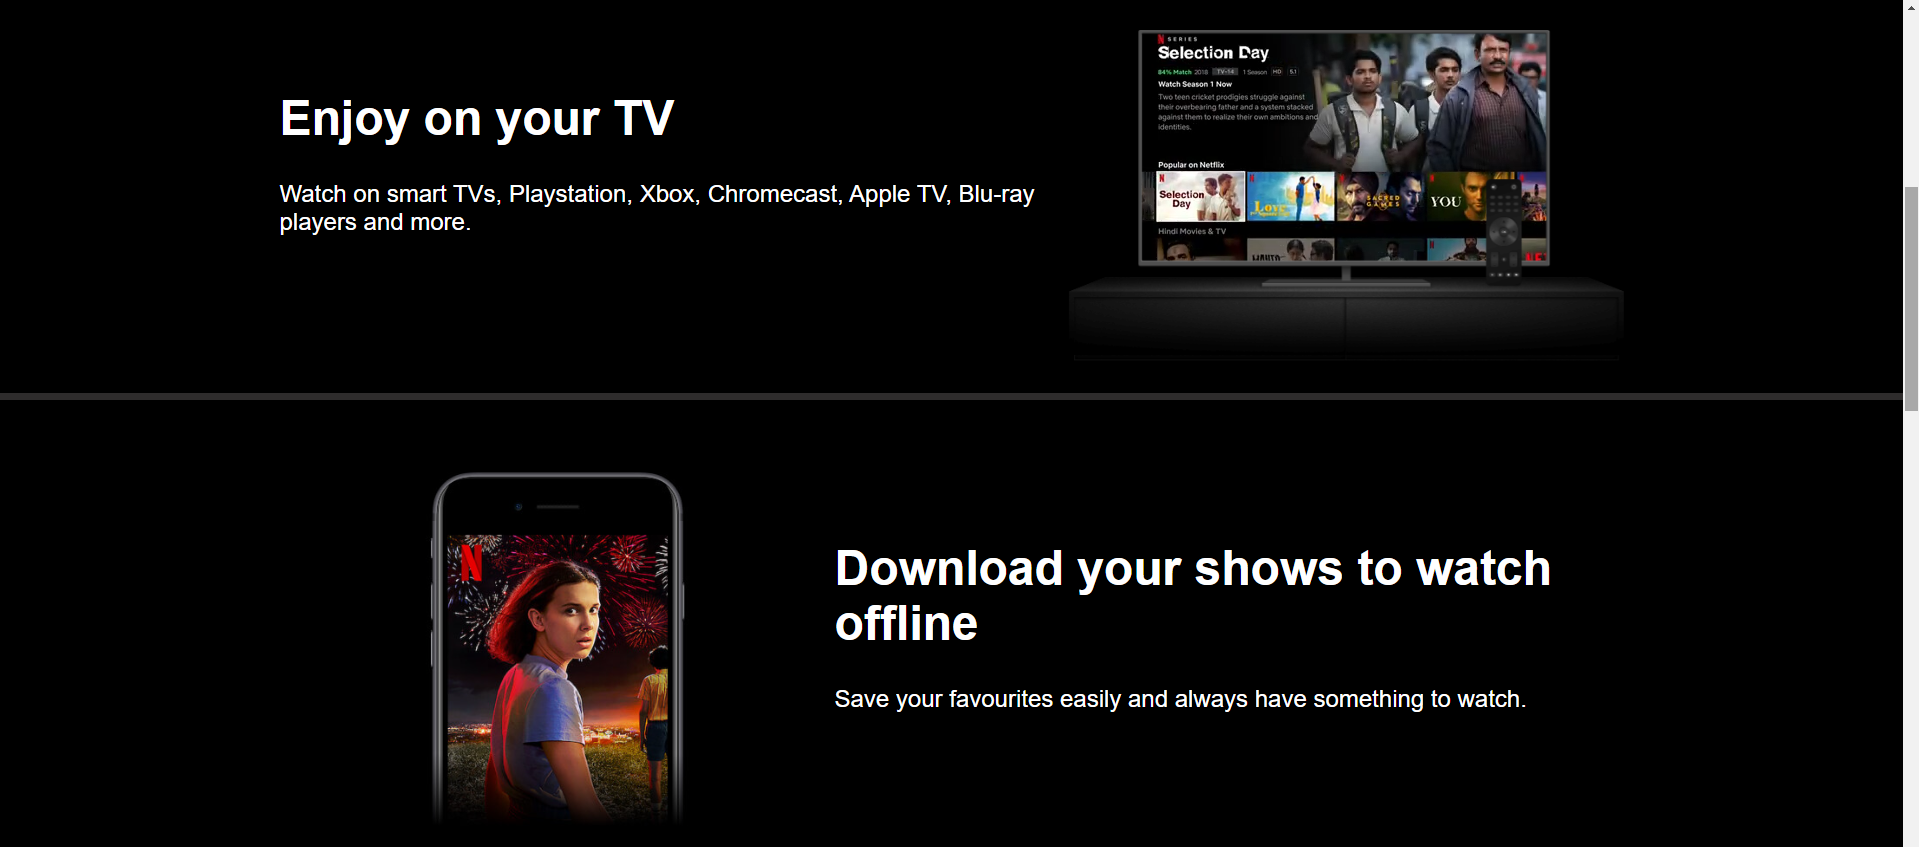 Enjoy on your TV
Watch on smart TVs, Playstation, Xbox, Chromecast, Apple TV, Blu-ray
players and more.
N SERIES
Selection Day
84% Match 2018 TV-14 1 Season HD 5.1
Watch Season 1 Now
Two teen cricket prodigies struggle against
their overbearing father and a system stacked
against them to realize their own ambitions and
identities.
Popular on Netflix
Selection
Day
Love
SACRED
GAMES
YOU
Hindi Movies & TV
N
Download your shows to watch
offline
Save your favourites easily and always have something to watch.